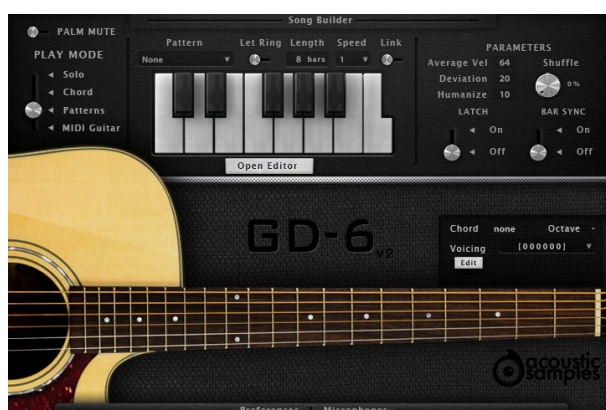 Song Builder
PALM MUTE
PLAY MODE
Solo
Chord
Patterns
MIDI Guitar
Pattern Let Ring Length Speed Link
None 8 bars 1
Open Editor
PARAMETERS
Average Vel 64 Shuffle
Deviation 20 0%
Humanize 10
LATCH BAR SYNC
On On
Off Off
GD-6 v2
Chord none Octave -
Voicing [000000]
Edit
acoustic
samples
Preferences | Microphones